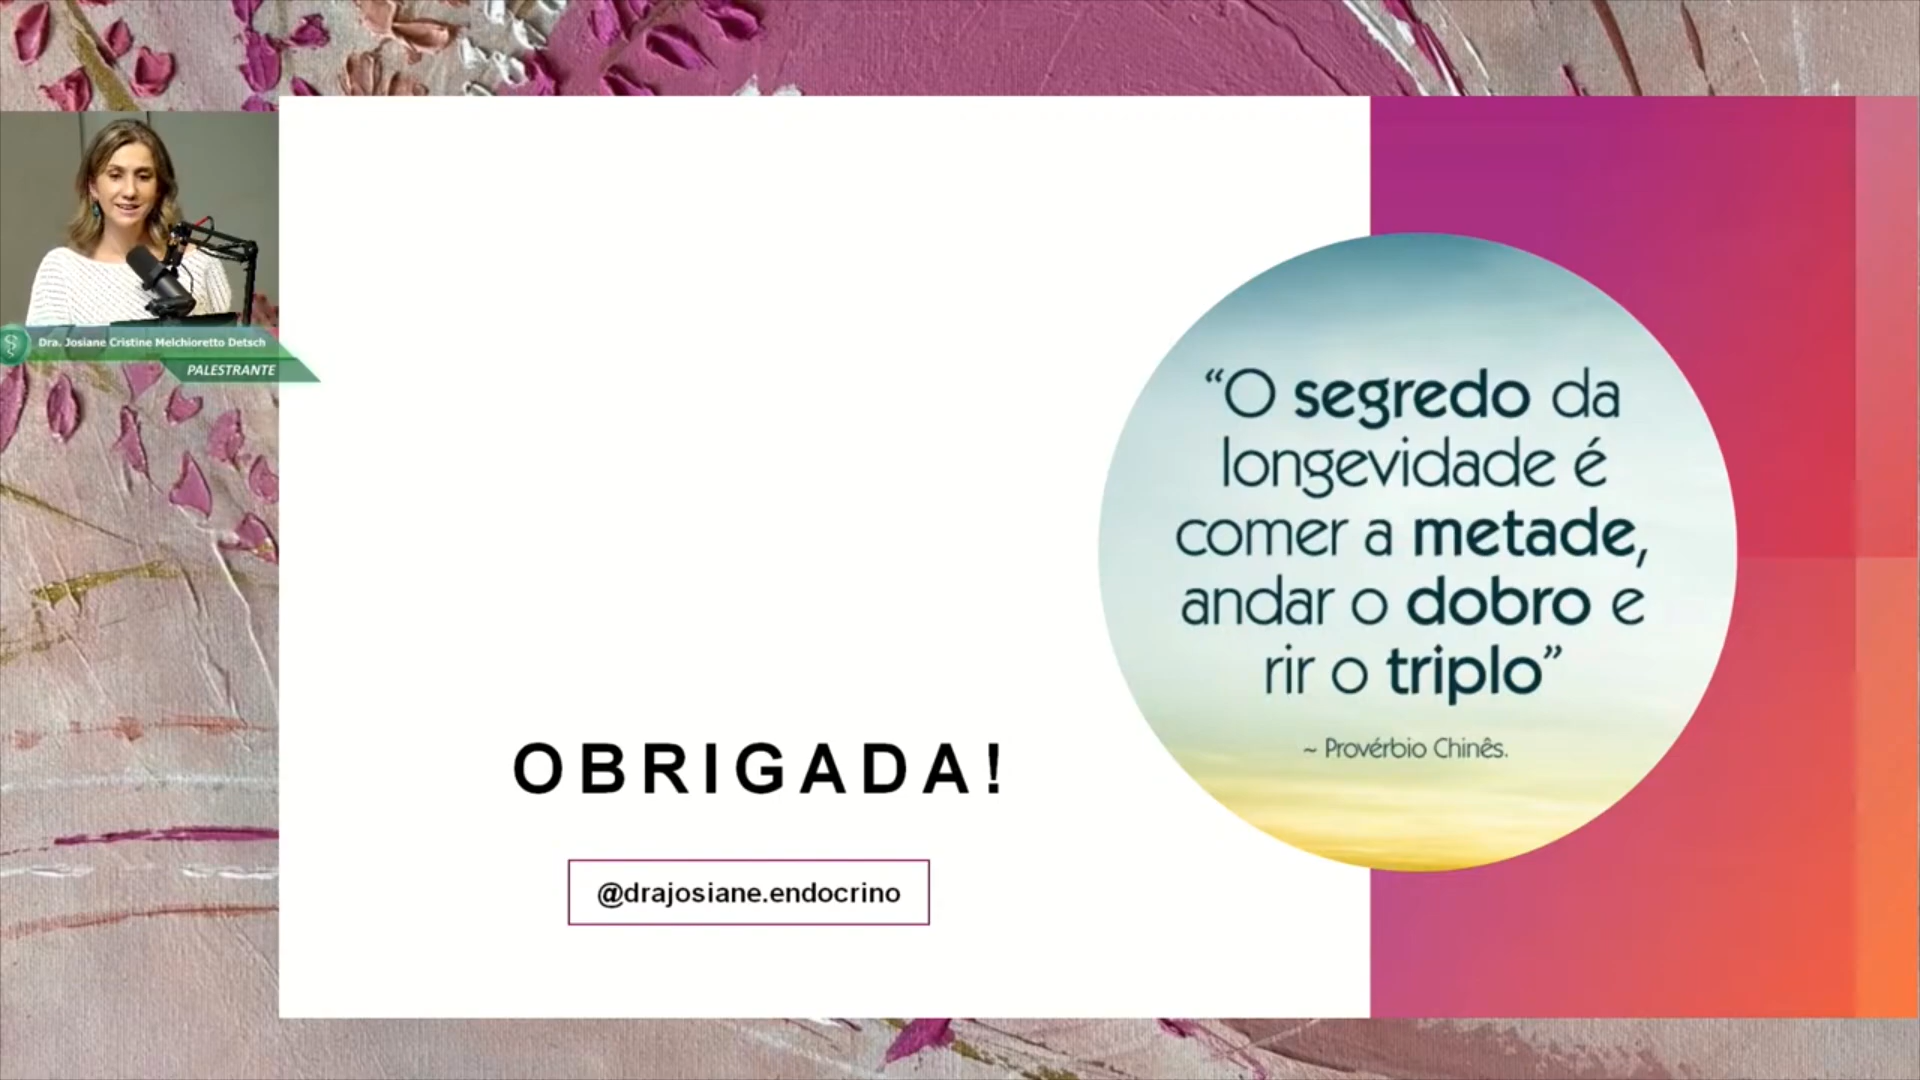 Dra. Josiane Cristine Melchioretto Detsch
PALESTRANTE
“O segredo da
longevidade é
comer a metade,
andar o dobro e
rir o triplo”
~ Provérbio Chinês.
OBRIGADA!
@drajosiane.endocrino